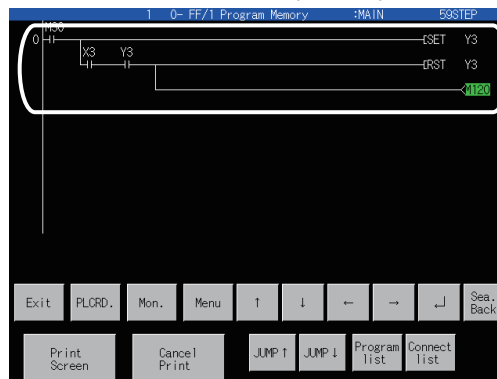 1 0- FF/1 Program Memory :MAIN 59STEP
0 SET Y3
X3 Y3 RST Y3
M120
Exit PLCRD. Mon. Menu ↑ ↓ ← → ↵ Sea. Back
Print Screen Cancel Print JUMP↑ JUMP↓ Program list Connect list